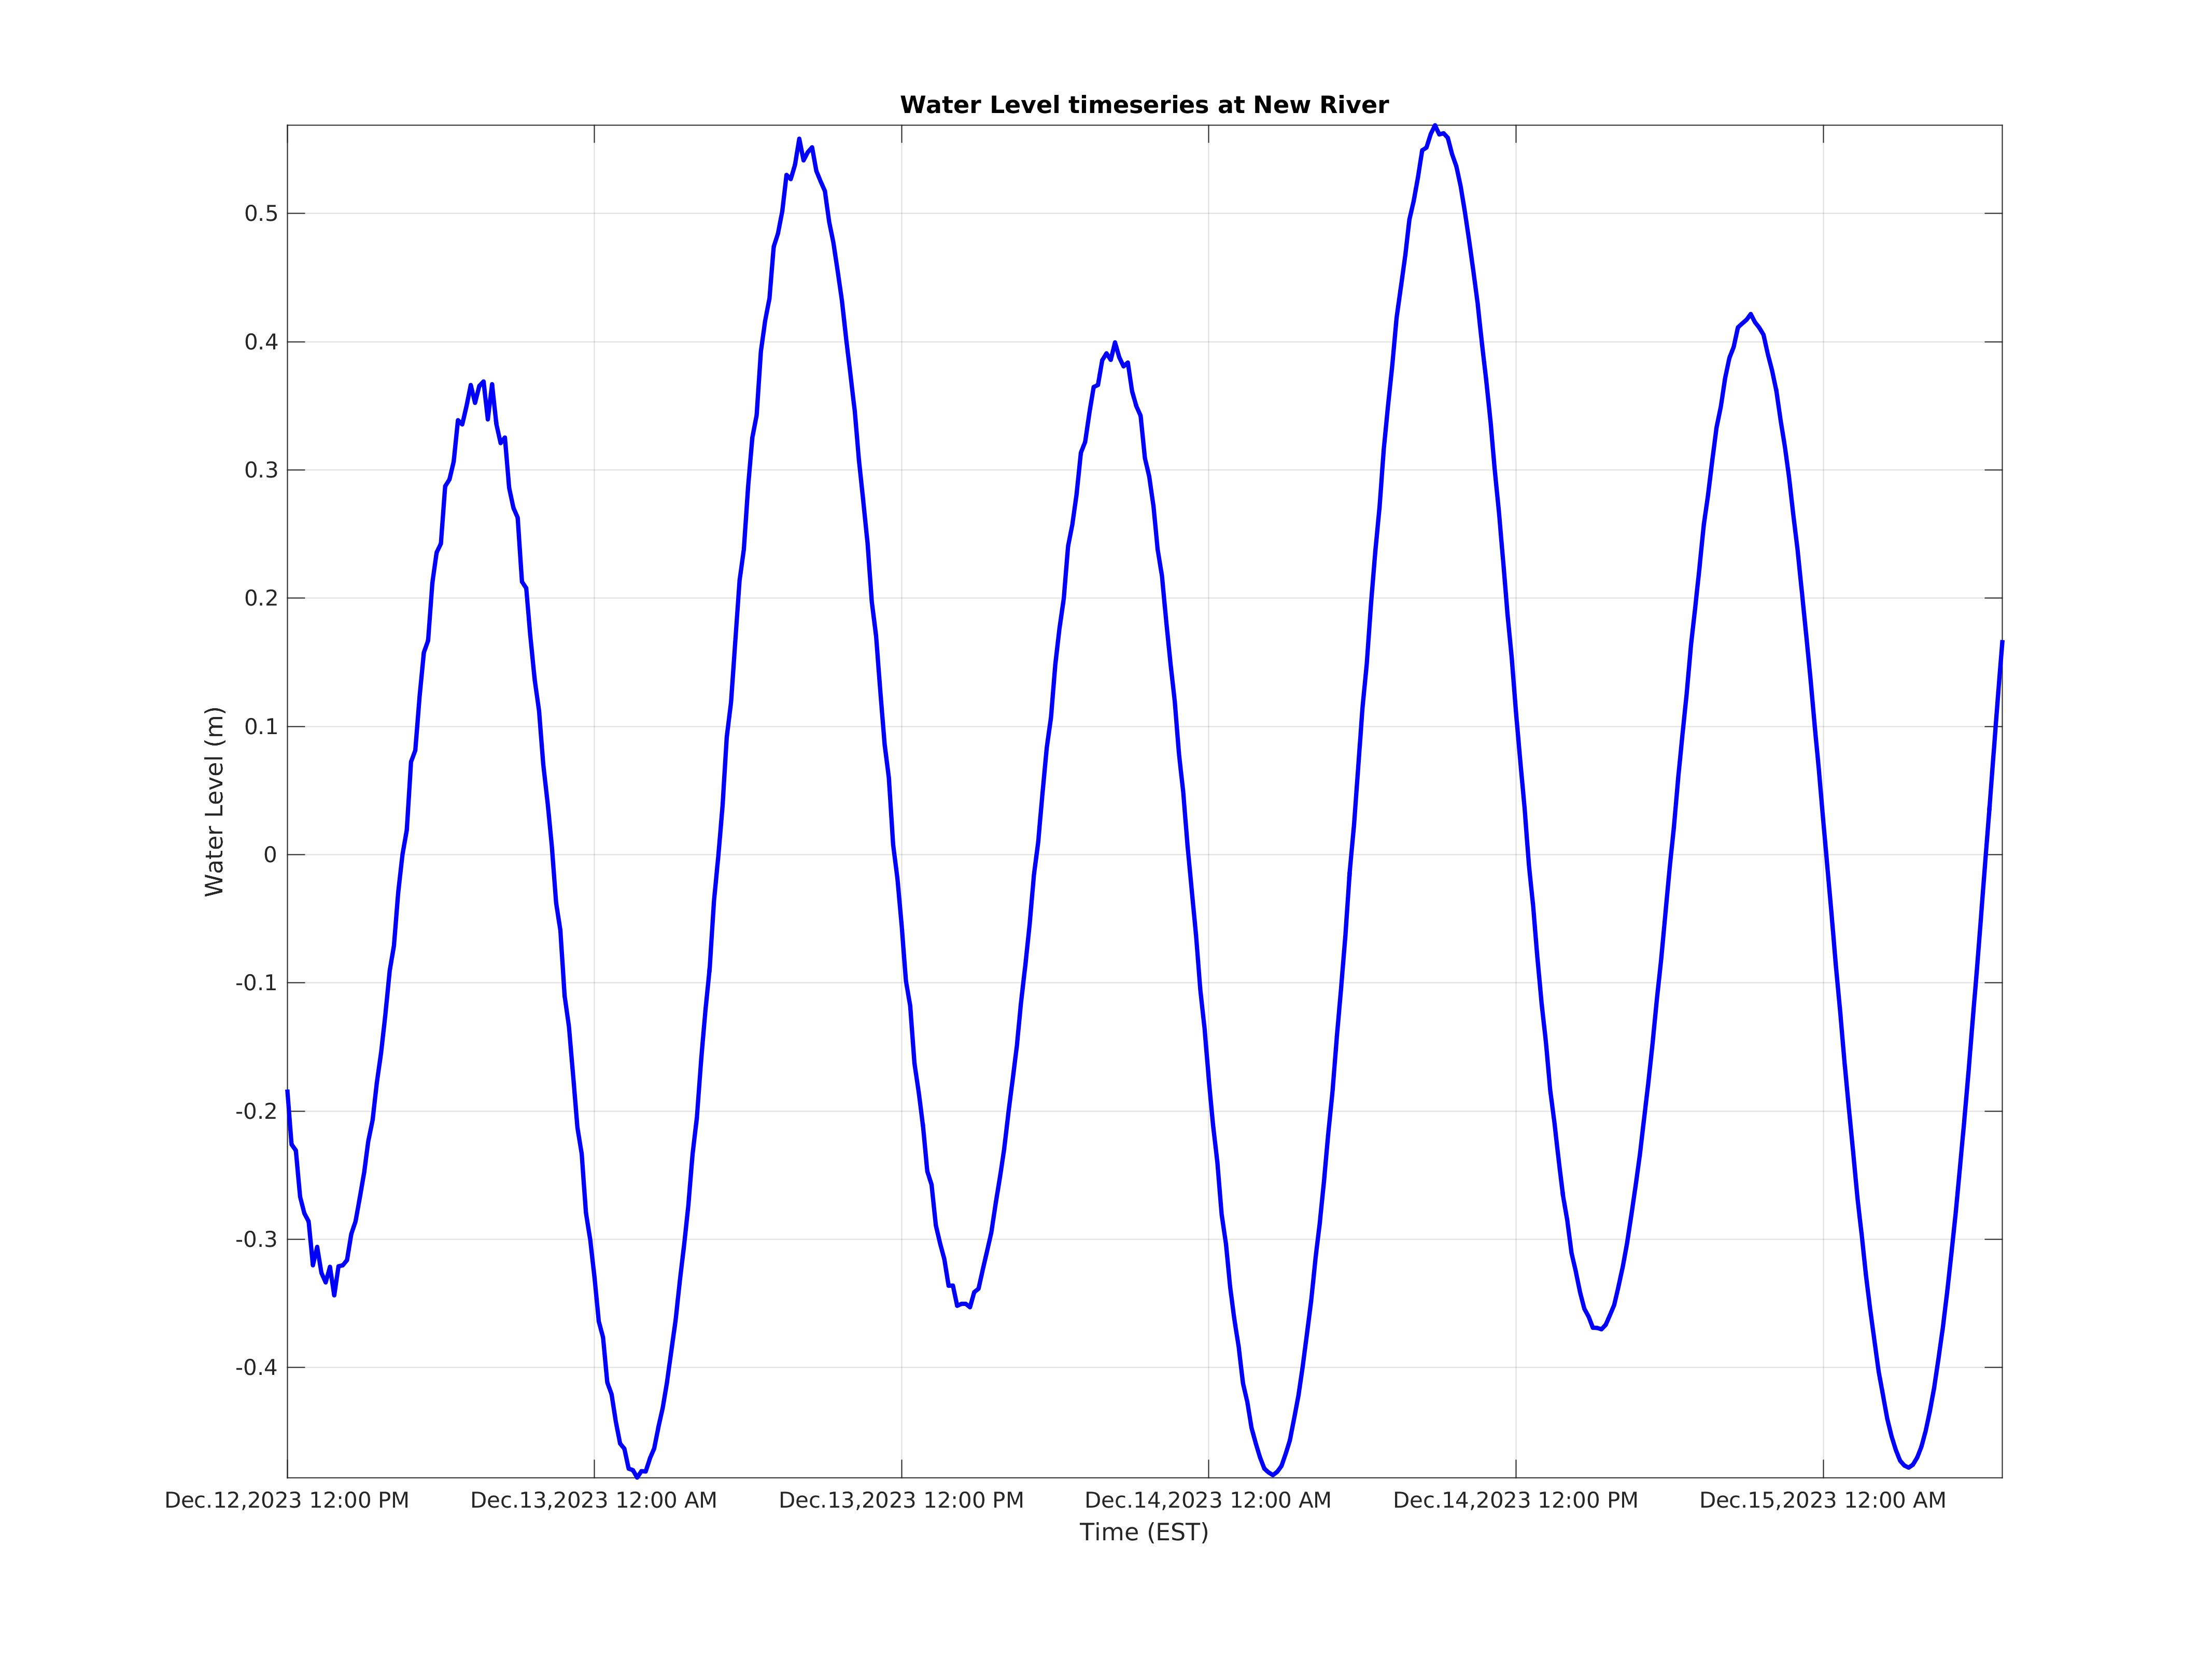 Water Level timeseries at New River
Water Level (m)
0.5
0.4
0.3
0.2
0.1
0
-0.1
-0.2
-0.3
-0.4
Dec.12,2023 12:00 PM
Dec.13,2023 12:00 AM
Dec.13,2023 12:00 PM
Dec.14,2023 12:00 AM
Dec.14,2023 12:00 PM
Dec.15,2023 12:00 AM
Time (EST)